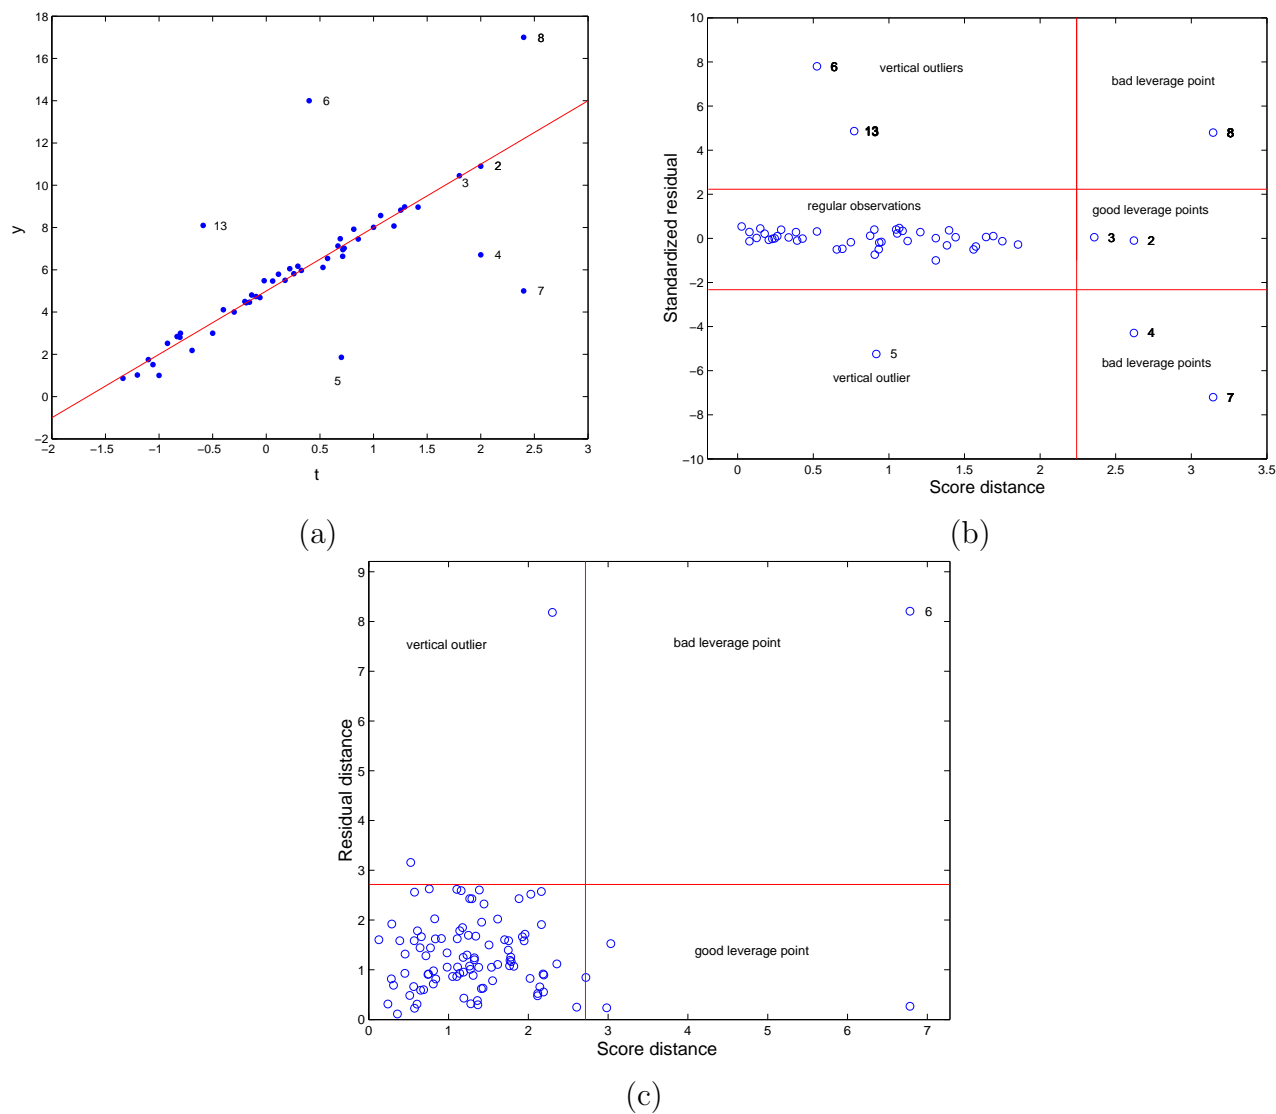 18
16
14
12
10
8
6
4
2
0
−2
−2 −1.5 −1 −0.5 0 0.5 1 1.5 2 2.5 3
y
t
8
6
2
3
13
4
7
5
(a)
10
8
6
4
2
0
−2
−4
−6
−8
−10
0 0.5 1 1.5 2 2.5 3 3.5
Standardized residual
Score distance
6 vertical outliers
bad leverage point
13
8
regular observations
good leverage points
3
2
4
5
vertical outlier
bad leverage points
7
(b)
9
8
7
6
5
4
3
2
1
0
0 1 2 3 4 5 6 7
Residual distance
Score distance
6
vertical outlier
bad leverage point
good leverage point
(c)